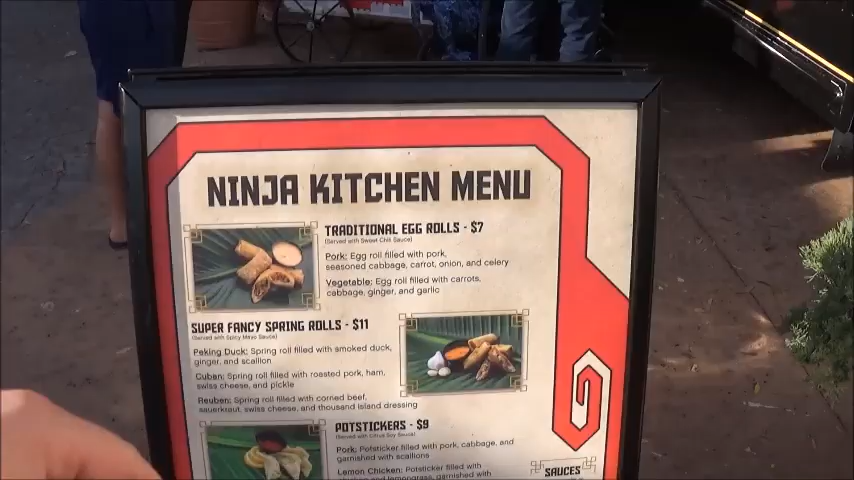 NINJA KITCHEN MENU
TRADITIONAL EGG ROLLS - $7
(Served with Sweet Chili Sauce)
Pork: Egg roll filled with pork,
seasoned cabbage, carrot, onion, and celery
Vegetable: Egg roll filled with carrots,
cabbage, ginger, and garlic
SUPER FANCY SPRING ROLLS - $11
(Served with Spicy Mayo Sauce)
Peking Duck: Spring roll filled with smoked duck,
ginger, and scallion
Cuban: Spring roll filled with roasted pork, ham,
swiss cheese, and pickle
Reuben: Spring roll filled with corned beef,
sauerkraut, swiss cheese, and thousand island dressing
POTSTICKERS - $9
(Served with Citrus Soy Sauce)
Pork: Potsticker filled with pork, cabbage, and
garnished with scallions
Lemon Chicken: Potsticker filled with
chicken and lemongrass, garnished with
SAUCES